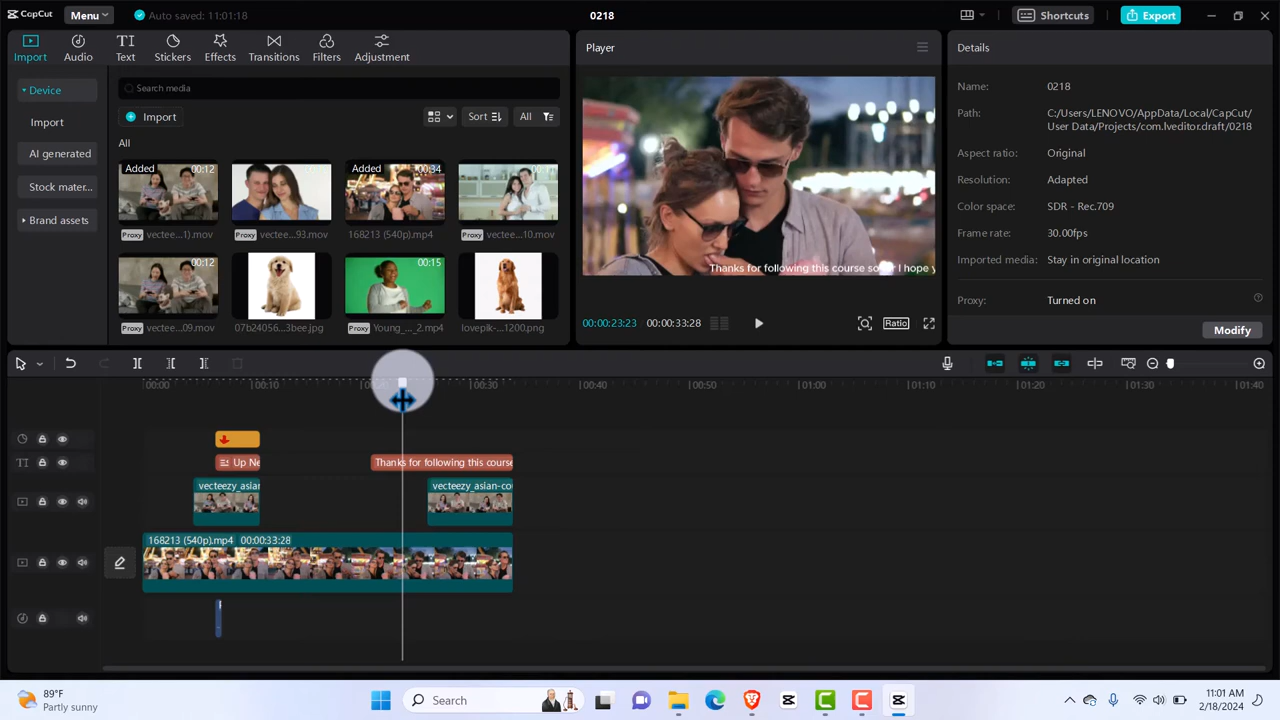 CapCut
Menu
Auto saved: 11:01:18
0218
Shortcuts
Export
Import
Audio
Text
Stickers
Effects
Transitions
Filters
Adjustment
Player
Details
Device
Import
AI generated
Stock mater...
Brand assets
Search media
Import
Sort
All
All
Added
00:12
Added
00:34
Proxy vectee...1).mov
Proxy vectee...93.mov
168213 (540p).mp4
Proxy vectee...10.mov
00:12
00:15
Proxy vectee...09.mov
07b24056...3bee.jpg
Proxy Young_..._2.mp4
lovepik-...1200.png
Thanks for following this course so far I hope y
00:00:23:23
00:00:33:28
Ratio
Name:
0218
Path:
C:/Users/LENOVO/AppData/Local/CapCut/
User Data/Projects/com.lveditor.draft/0218
Aspect ratio:
Original
Resolution:
Adapted
Color space:
SDR - Rec.709
Frame rate:
30.00fps
Imported media:
Stay in original location
Proxy:
Turned on
Modify
00:00
00:10
00:30
00:40
00:50
01:00
01:10
01:20
01:30
01:40
TT
Up Ne
Thanks for following this course
vecteezy_asian
vecteezy_asian-co
168213 (540p).mp4 00:00:33:28
89°F
Partly sunny
Search
11:01 AM
2/18/2024